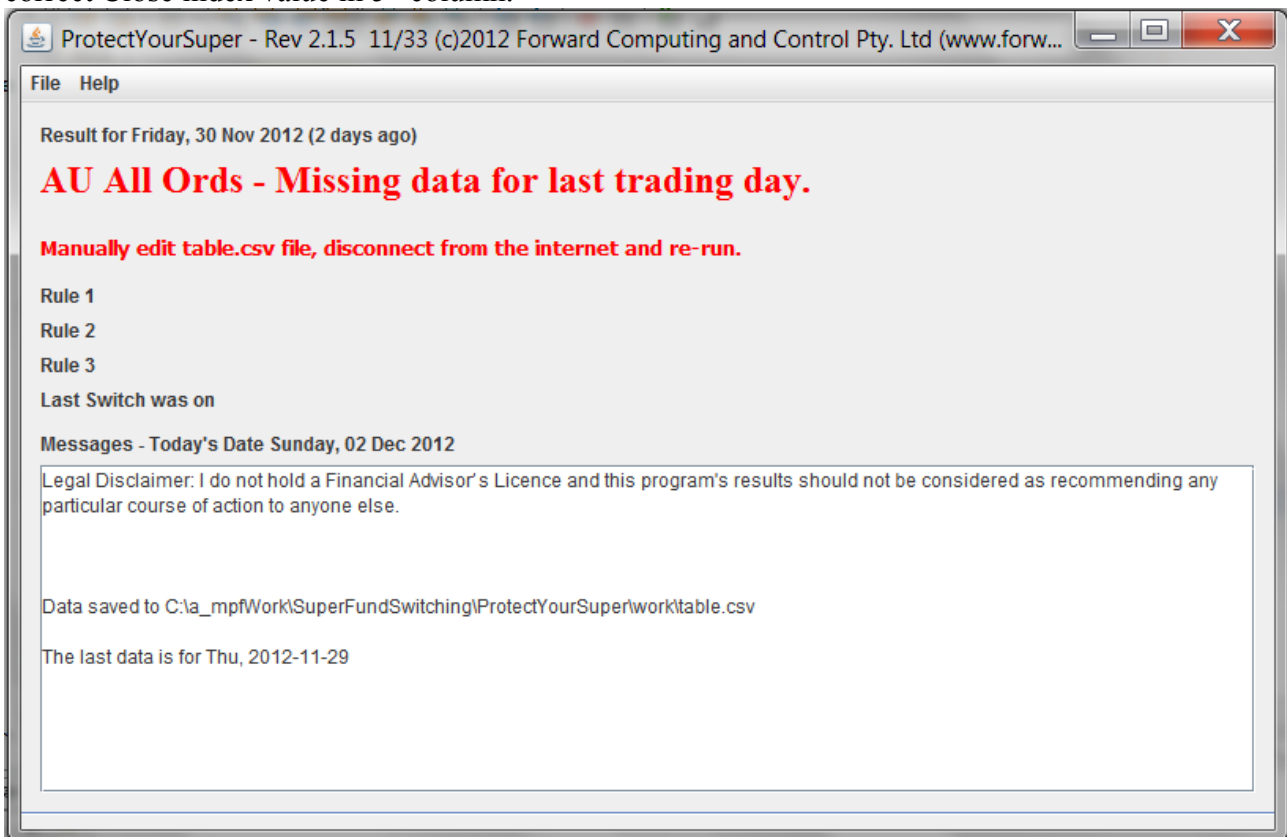 ProtectYourSuper - Rev 2.1.5 11/33 (c)2012 Forward Computing and Control Pty. Ltd (www.forw...
File Help
Result for Friday, 30 Nov 2012 (2 days ago)
AU All Ords - Missing data for last trading day.
Manually edit table.csv file, disconnect from the internet and re-run.
Rule 1
Rule 2
Rule 3
Last Switch was on
Messages - Today's Date Sunday, 02 Dec 2012
Legal Disclaimer: I do not hold a Financial Advisor's Licence and this program's results should not be considered as recommending any
particular course of action to anyone else.
Data saved to C:\a_mpfWork\SuperFundSwitching\ProtectYourSuper\work\table.csv
The last data is for Thu, 2012-11-29